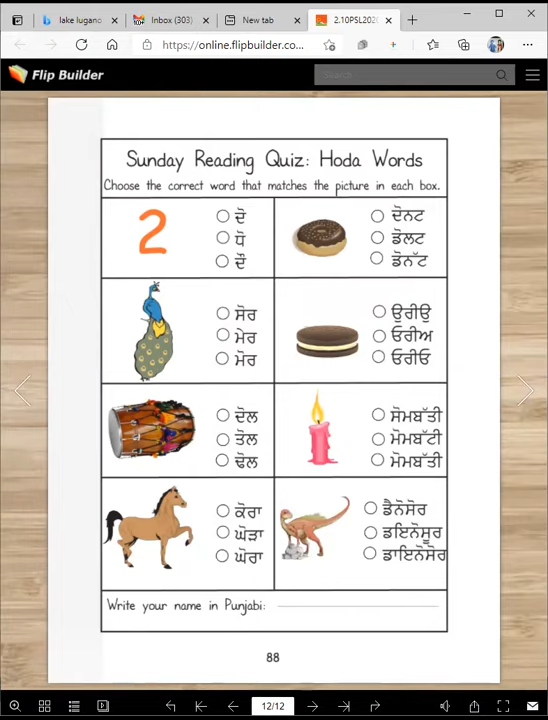 lake lugano
Inbox (303)
New tab
2.10PSL202
https://online.flipbuilder.co...
Flip Builder
Search
Sunday Reading Quiz: Hoda Words
Choose the correct word that matches the picture in each box.
2
ਦੋ
ਧੋ
ਦੌ
ਦੋਨਟ
ਡੋਲਟ
ਡੋਨੱਟ
ਸੋਰ
ਮੇਰ
ਮੋਰ
ਉਰੀਉ
ਓਰੀਅ
ਓਰੀਓ
ਦੋਲ
ਤੋਲ
ਢੋਲ
ਸੋਮਬੱਤੀ
ਮੋਮਬੱਟੀ
ਮੋਮਬੱਤੀ
ਕੋਰਾ
ਘੋੜਾ
ਘੋਰਾ
ਡੈਨੋਸੋਰ
ਡਇਨੋਸੂਰ
ਡਾਇਨੋਸੋਰ
Write your name in Punjabi:
88
12/12